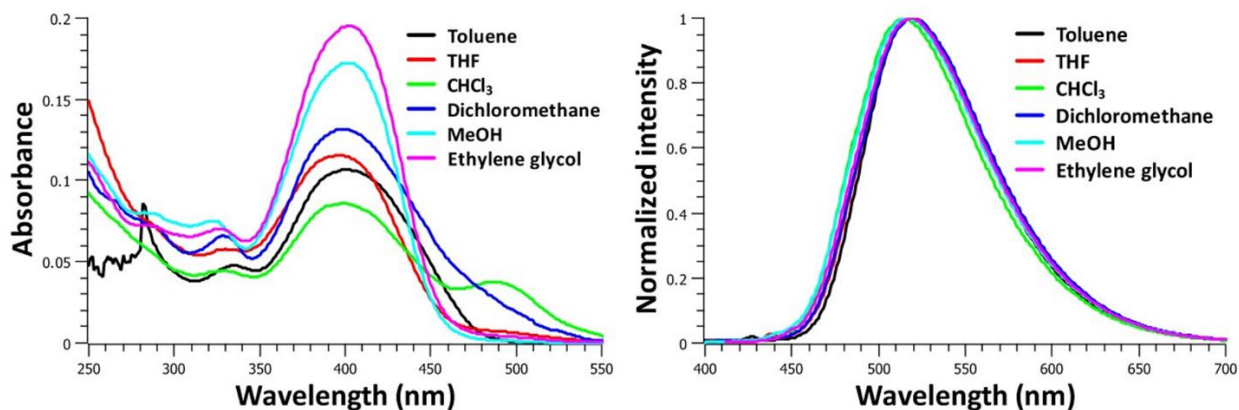 0.2
0.15
0.1
0.05
0
250
300
350
400
450
500
550
Absorbance
Wavelength (nm)
Toluene
THF
CHCl₃
Dichloromethane
MeOH
Ethylene glycol
1
0.8
0.6
0.4
0.2
0
400
450
500
550
600
650
700
Normalized intensity
Wavelength (nm)
Toluene
THF
CHCl₃
Dichloromethane
MeOH
Ethylene glycol